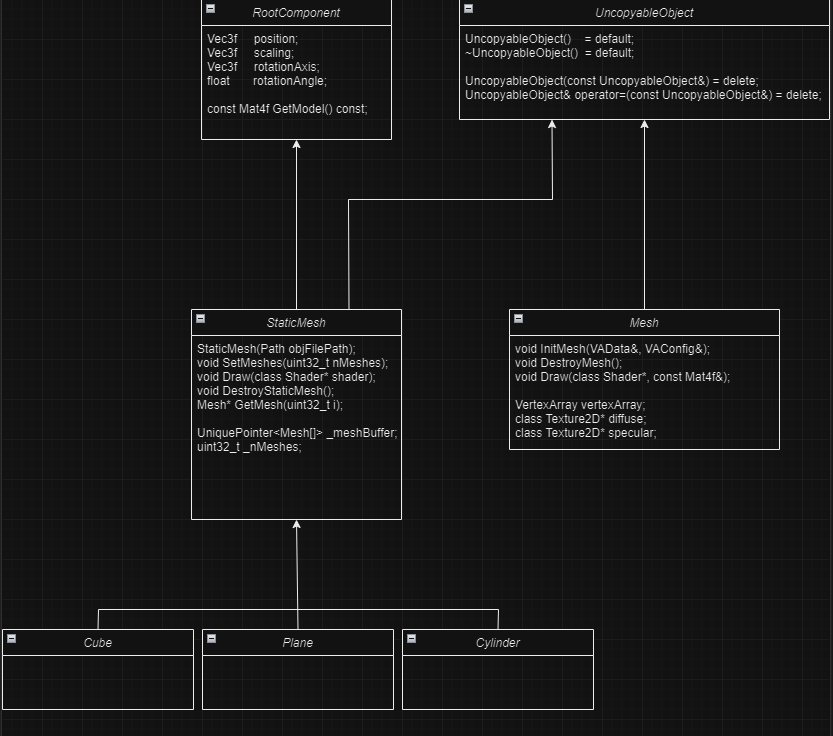 RootComponent
Vec3f position;
Vec3f scaling;
Vec3f rotationAxis;
float rotationAngle;
const Mat4f GetModel() const;
UncopyableObject
UncopyableObject() = default;
~UncopyableObject() = default;
UncopyableObject(const UncopyableObject&) = delete;
UncopyableObject& operator=(const UncopyableObject&) = delete;
StaticMesh
StaticMesh(Path objFilePath);
void SetMeshes(uint32_t nMeshes);
void Draw(class Shader* shader);
void DestroyStaticMesh();
Mesh* GetMesh(uint32_t i);
UniquePointer<Mesh[]> _meshBuffer;
uint32_t _nMeshes;
Mesh
void InitMesh(VAData&, VAConfig&);
void DestroyMesh();
void Draw(class Shader*, const Mat4f&);
VertexArray vertexArray;
class Texture2D* diffuse;
class Texture2D* specular;
Cube
Plane
Cylinder